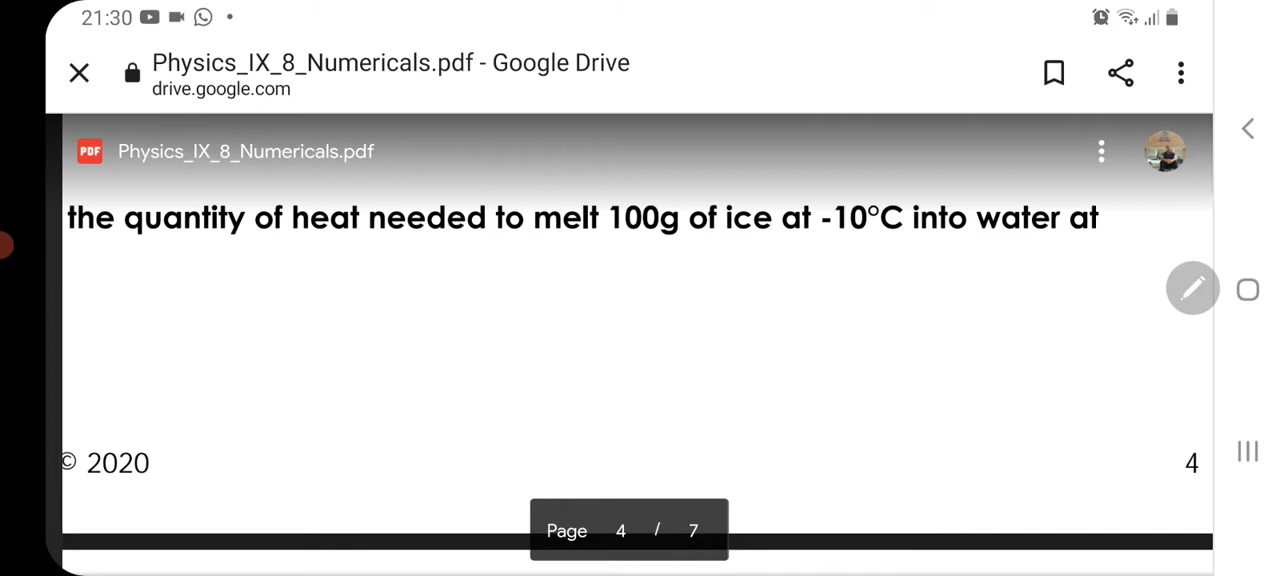 21:30
Physics_IX_8_Numericals.pdf - Google Drive
drive.google.com
PDF Physics_IX_8_Numericals.pdf
the quantity of heat needed to melt 100g of ice at -10°C into water at
© 2020
4
Page 4 / 7